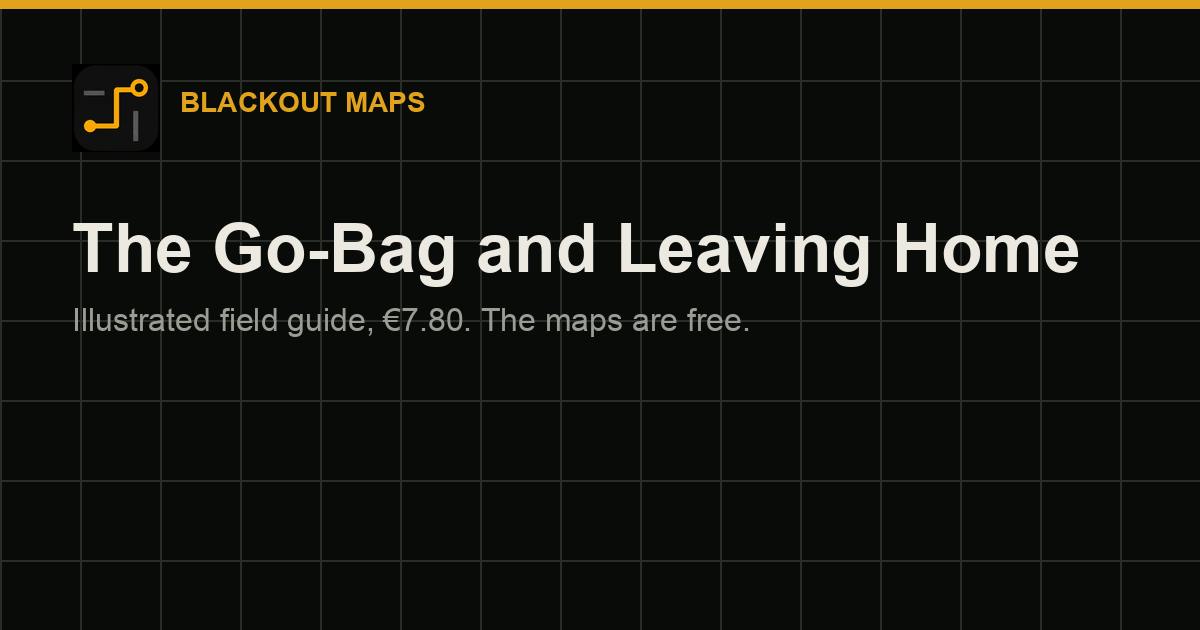 BLACKOUT MAPS
The Go-Bag and Leaving Home
Illustrated field guide, €7.80. The maps are free.